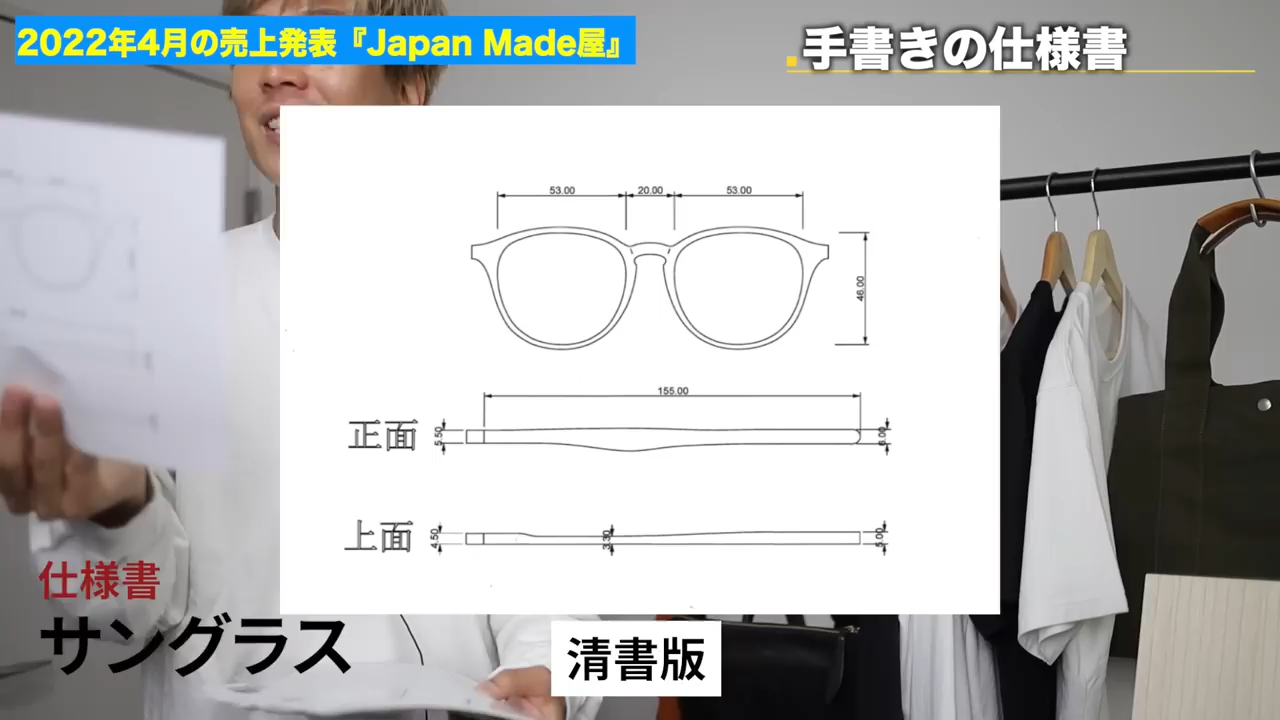 2022年4月の売上発表『Japan Made屋』
手書きの仕様書
53.00 20.00 53.00
46.00
155.00
正面 5.50 6.00
上面 4.50 3.30 5.00
仕様書
サングラス
清書版